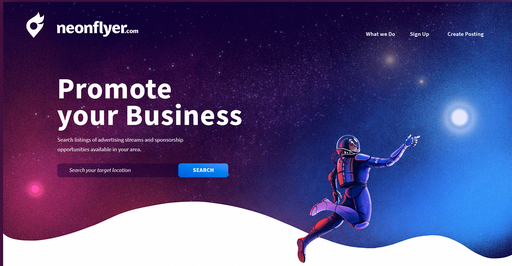 neonflyer.com
What we Do
Sign Up
Create Posting
Promote
your Business
Search listings of advertising streams and sponsorship
opportunities available in your area.
Search your target location
SEARCH